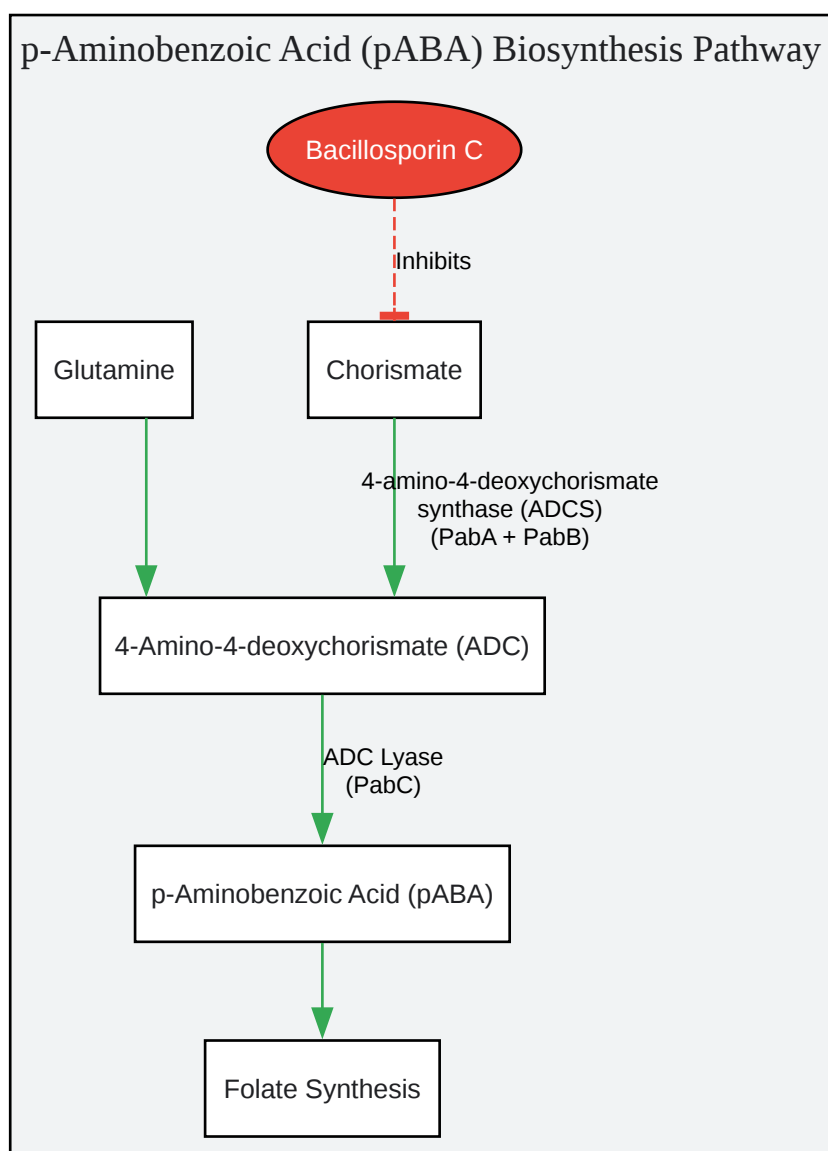 p-Aminobenzoic Acid (pABA) Biosynthesis Pathway
Bacillosporin C
Inhibits
Glutamine
Chorismate
4-amino-4-deoxychorismate
synthase (ADCS)
(PabA + PabB)
4-Amino-4-deoxychorismate (ADC)
ADC Lyase
(PabC)
p-Aminobenzoic Acid (pABA)
Folate Synthesis